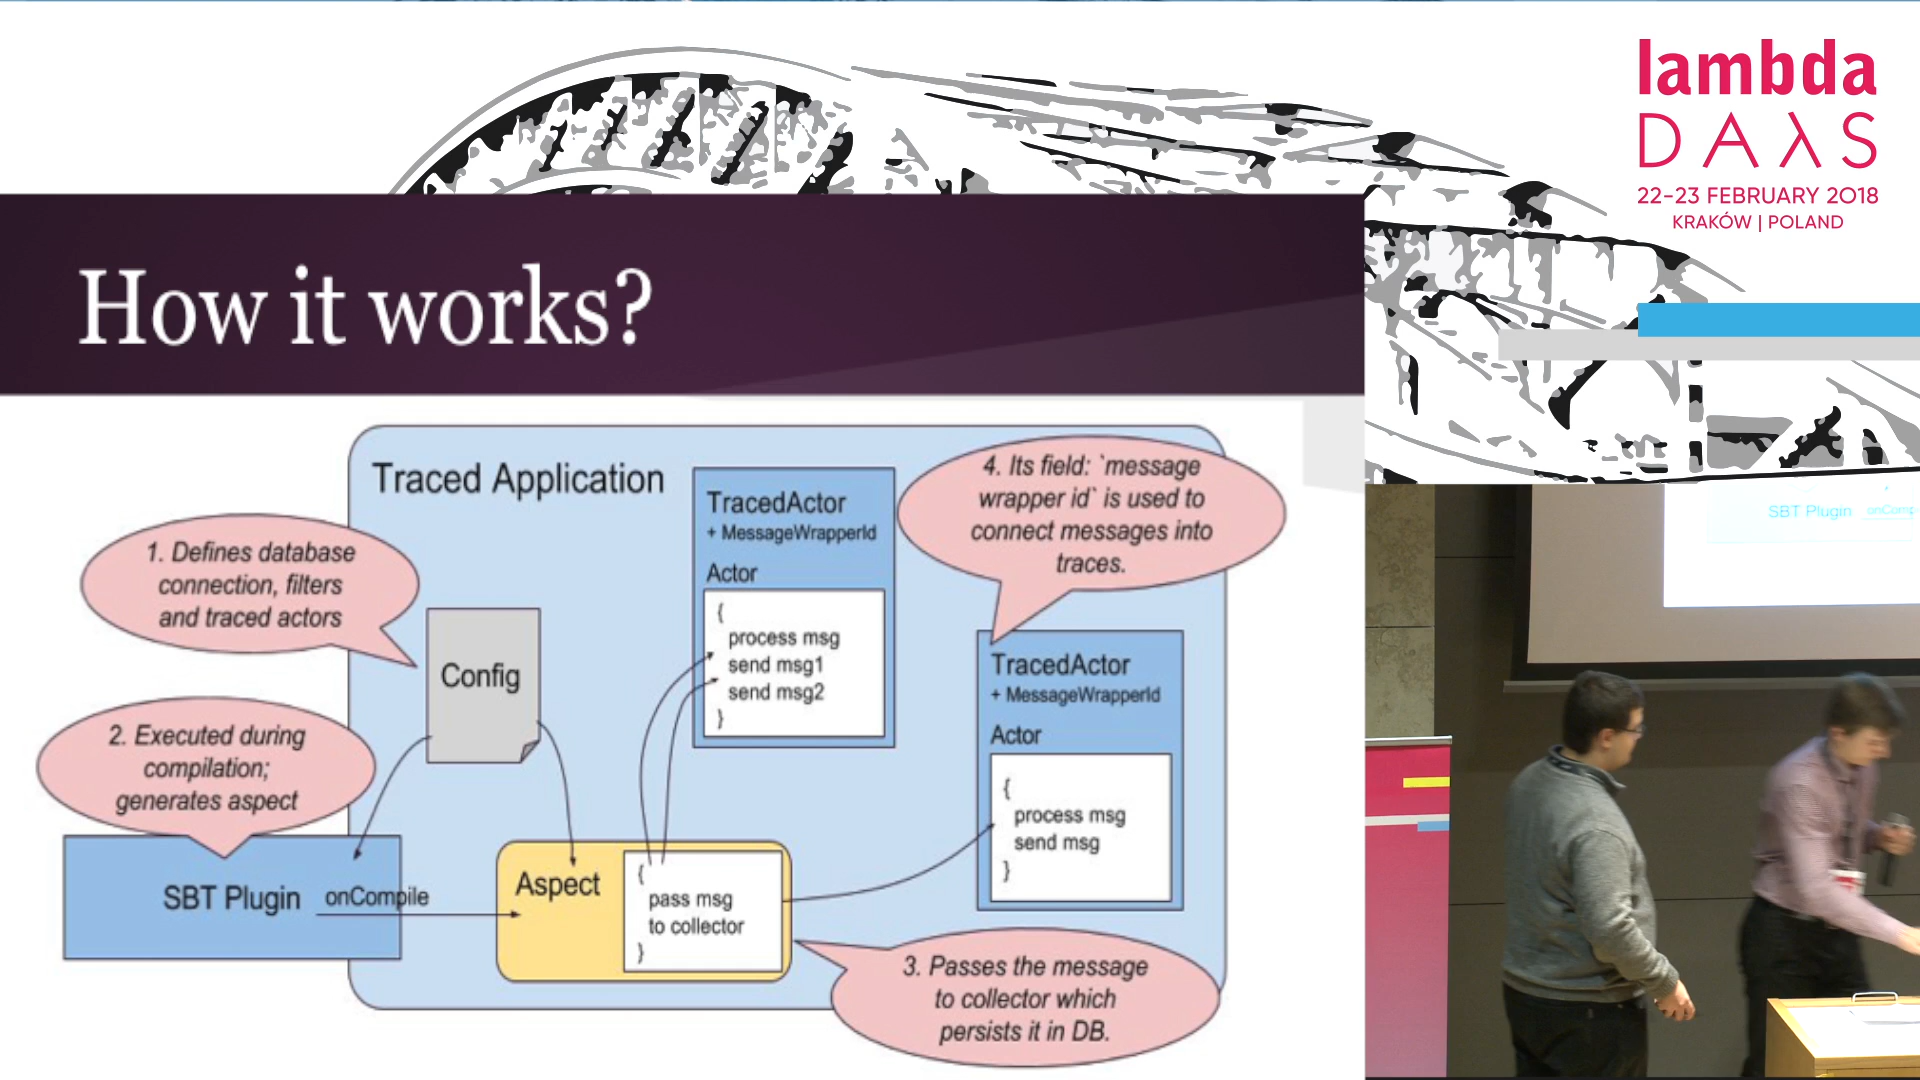 lambda
DAλS
22-23 FEBRUARY 2018
KRAKÓW | POLAND
How it works?
Traced Application
1. Defines database
connection, filters
and traced actors
Config
2. Executed during
compilation;
generates aspect
SBT Plugin
onCompile
Aspect
{
pass msg
to collector
}
TracedActor
+ MessageWrapperId
Actor
{
process msg
send msg1
send msg2
}
4. Its field: `message
wrapper id` is used to
connect messages into
traces.
TracedActor
+ MessageWrapperId
Actor
{
process msg
send msg
}
3. Passes the message
to collector which
persists it in DB.
SBT Plugin